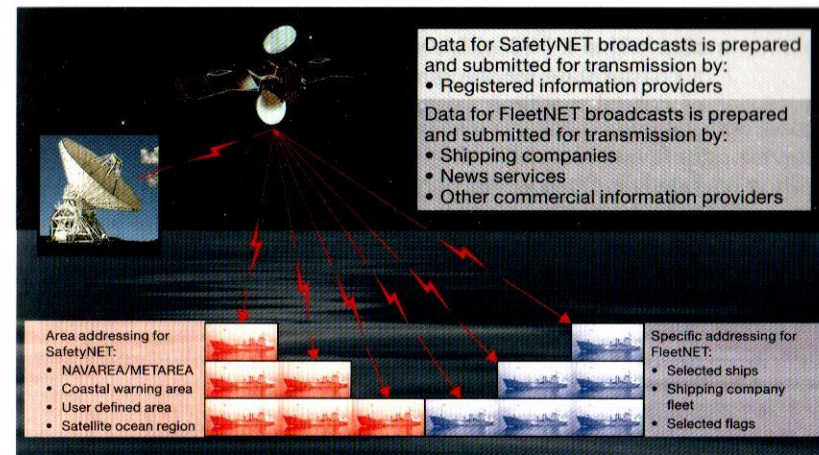 Data for SafetyNET broadcasts is prepared
and submitted for transmission by:
• Registered information providers
Data for FleetNET broadcasts is prepared
and submitted for transmission by:
• Shipping companies
• News services
• Other commercial information providers
Area addressing for
SafetyNET:
• NAVAREA/METAREA
• Coastal warning area
• User defined area
• Satellite ocean region
Specific addressing for
FleetNET:
• Selected ships
• Shipping company
fleet
• Selected flags